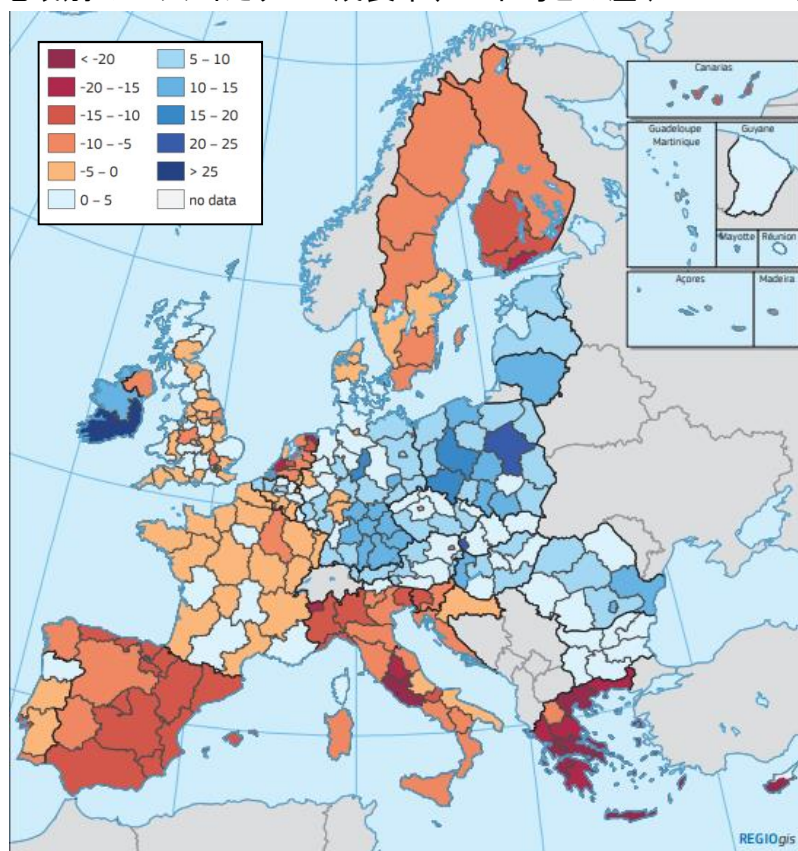 < -20
-20 – -15
-15 – -10
-10 – -5
-5 – 0
0 – 5
5 – 10
10 – 15
15 – 20
20 – 25
> 25
no data
Canarias
Guadeloupe
Martinique
Guyane
Mayotte
Réunion
Açores
Madeira
REGIOgis